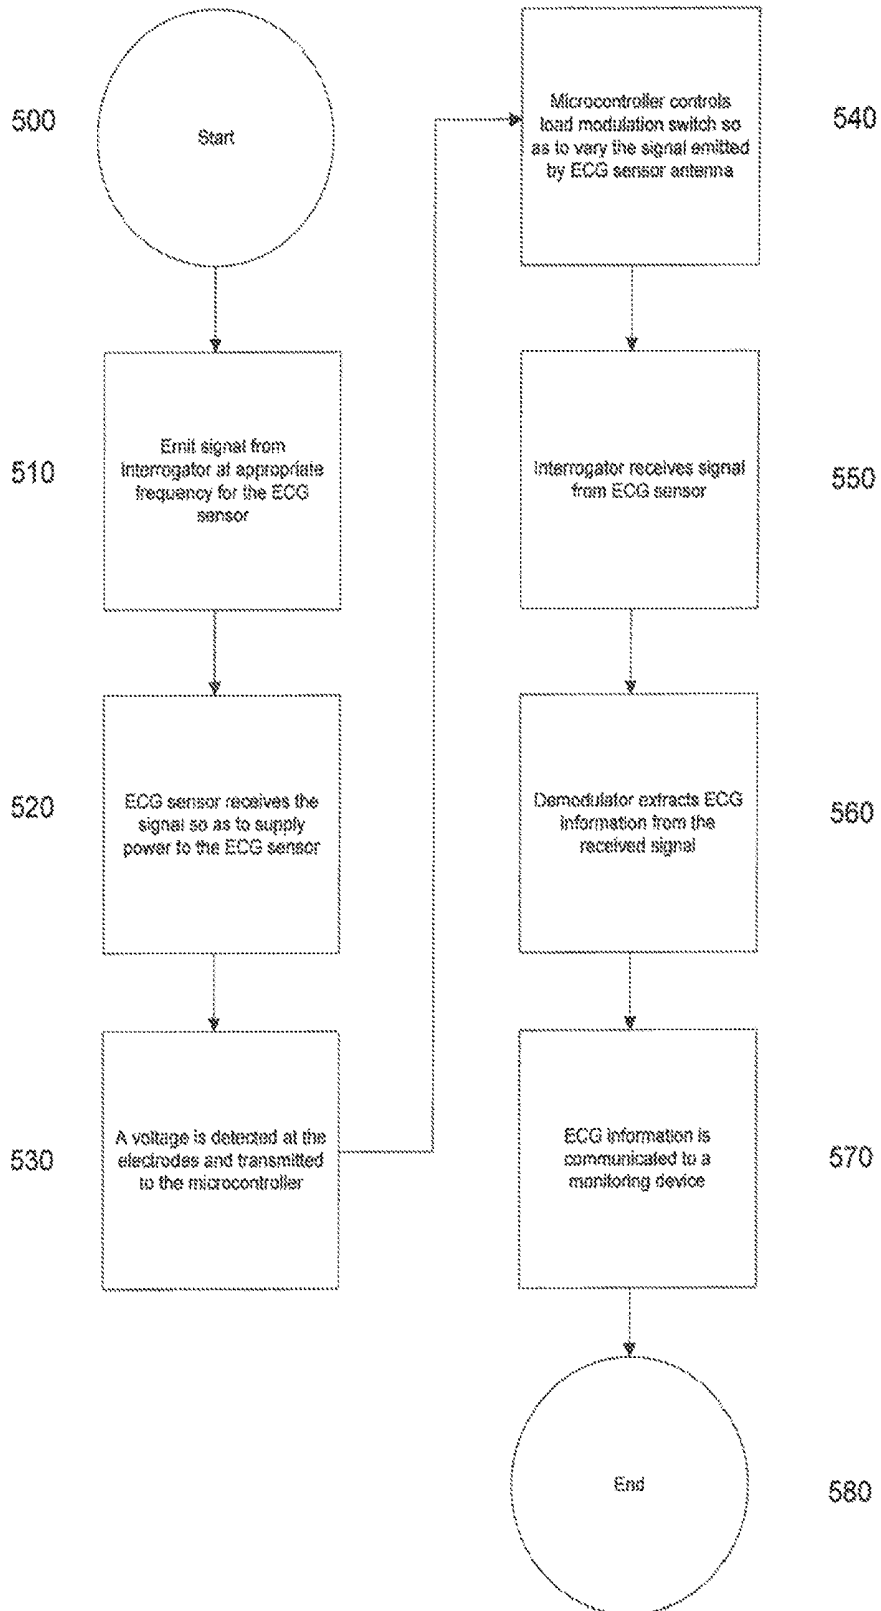 500
Start
510
Emit signal from
Interrogator at appropriate
frequency for the ECG
sensor
520
ECG sensor receives the
signal so as to supply
power to the ECG sensor
530
A voltage is detected at the
electrodes and transmitted
to the microcontroller
Microcontroller controls
load modulation switch so
as to vary the signal emitted
by ECG sensor antenna
540
Interrogator receives signal
from ECG sensor
550
Demodulator extracts ECG
information from the
received signal
560
ECG information is
communicated to a
monitoring device
570
End
580